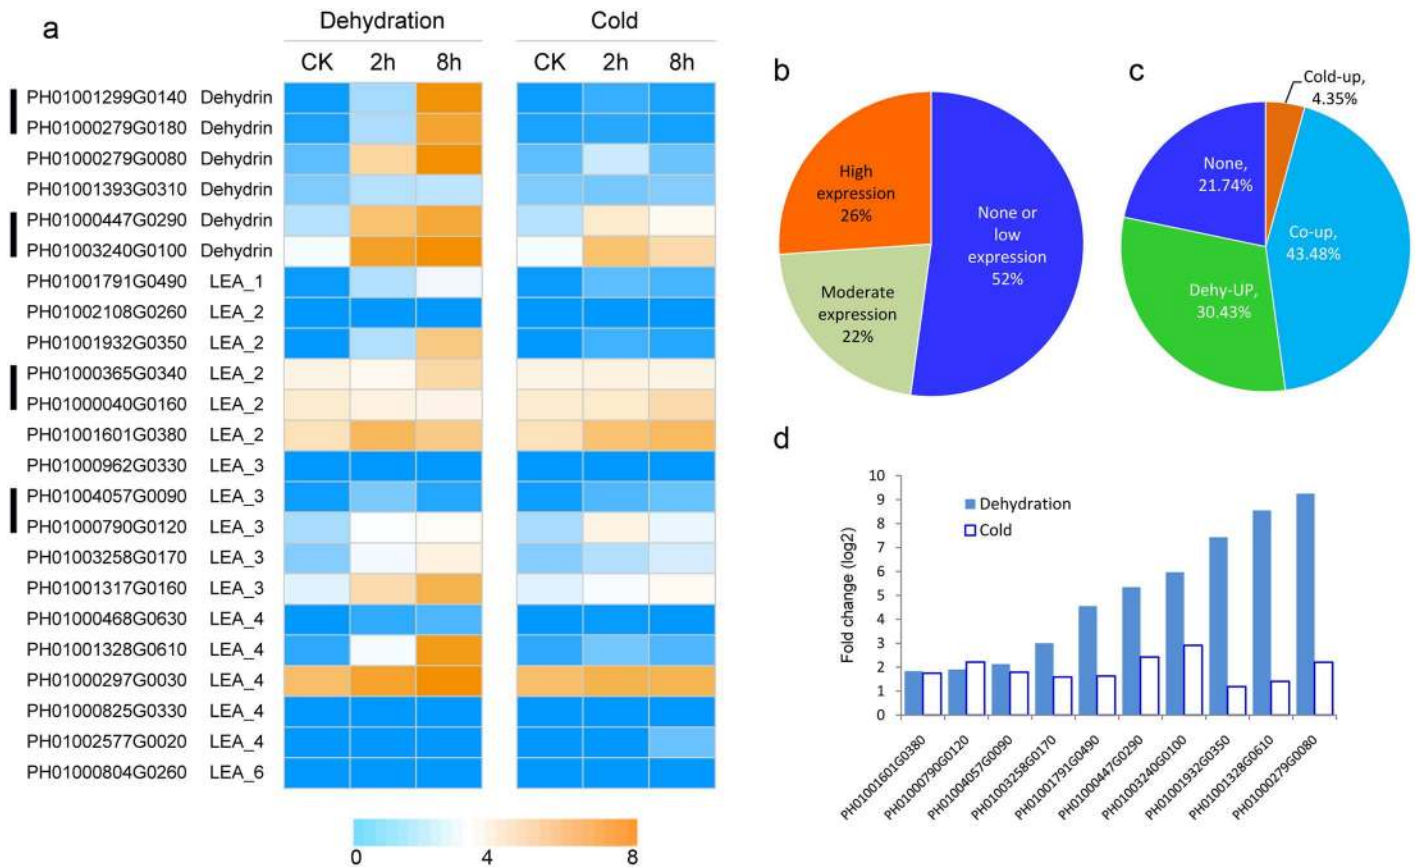 a
Dehydration Cold
CK 2h 8h CK 2h 8h
PH01001299G0140 Dehydrin
PH01000279G0180 Dehydrin
PH01000279G0080 Dehydrin
PH01001393G0310 Dehydrin
PH01000447G0290 Dehydrin
PH01003240G0100 Dehydrin
PH01001791G0490 LEA_1
PH01002108G0260 LEA_2
PH01001932G0350 LEA_2
PH01000365G0340 LEA_2
PH01000040G0160 LEA_2
PH01001601G0380 LEA_2
PH01000962G0330 LEA_3
PH01004057G0090 LEA_3
PH01000790G0120 LEA_3
PH01003258G0170 LEA_3
PH01001317G0160 LEA_3
PH01000468G0630 LEA_4
PH01001328G0610 LEA_4
PH01000297G0030 LEA_4
PH01000825G0330 LEA_4
PH01002577G0020 LEA_4
PH01000804G0260 LEA_6
0 4 8
b
High
expression
26%
None or
low
expression
52%
Moderate
expression
22%
c
Cold-up,
4.35%
None,
21.74%
Co-up,
43.48%
Dehy-UP,
30.43%
d
Fold change (log2)
10
9
8
7
6
5
4
3
2
1
0
Dehydration
Cold
PH01001601G0380
PH01000790G0120
PH01004057G0090
PH01003258G0170
PH01001791G0490
PH01000447G0290
PH01003240G0100
PH01001932G0350
PH01001328G0610
PH01000279G0080